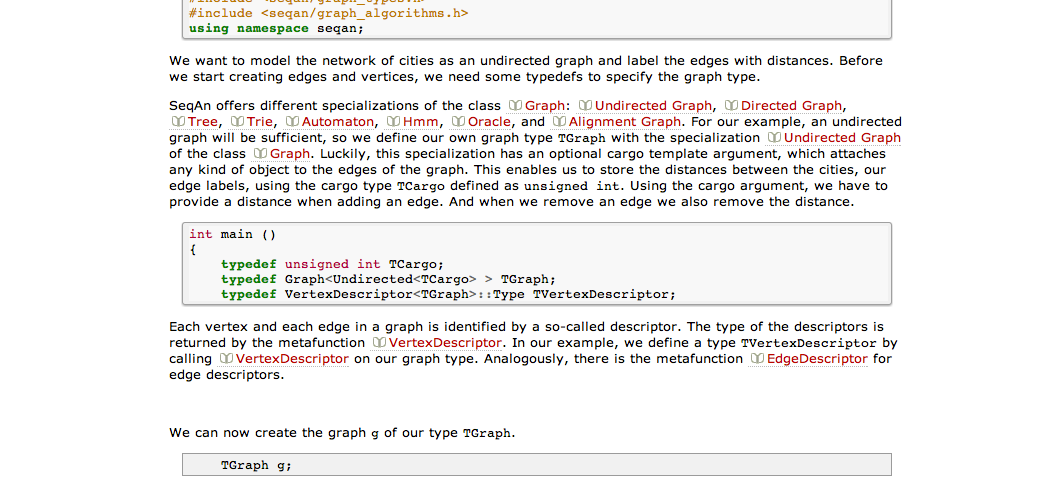 #include <seqan/graph_types.h>
#include <seqan/graph_algorithms.h>
using namespace seqan;
We want to model the network of cities as an undirected graph and label the edges with distances. Before
we start creating edges and vertices, we need some typedefs to specify the graph type.
SeqAn offers different specializations of the class Graph: Undirected Graph, Directed Graph,
Tree, Trie, Automaton, Hmm, Oracle, and Alignment Graph. For our example, an undirected
graph will be sufficient, so we define our own graph type TGraph with the specialization Undirected Graph
of the class Graph. Luckily, this specialization has an optional cargo template argument, which attaches
any kind of object to the edges of the graph. This enables us to store the distances between the cities, our
edge labels, using the cargo type TCargo defined as unsigned int. Using the cargo argument, we have to
provide a distance when adding an edge. And when we remove an edge we also remove the distance.
int main ()
{
    typedef unsigned int TCargo;
    typedef Graph<Undirected<TCargo> > TGraph;
    typedef VertexDescriptor<TGraph>::Type TVertexDescriptor;
Each vertex and each edge in a graph is identified by a so-called descriptor. The type of the descriptors is
returned by the metafunction VertexDescriptor. In our example, we define a type TVertexDescriptor by
calling VertexDescriptor on our graph type. Analogously, there is the metafunction EdgeDescriptor for
edge descriptors.
We can now create the graph g of our type TGraph.
    TGraph g;